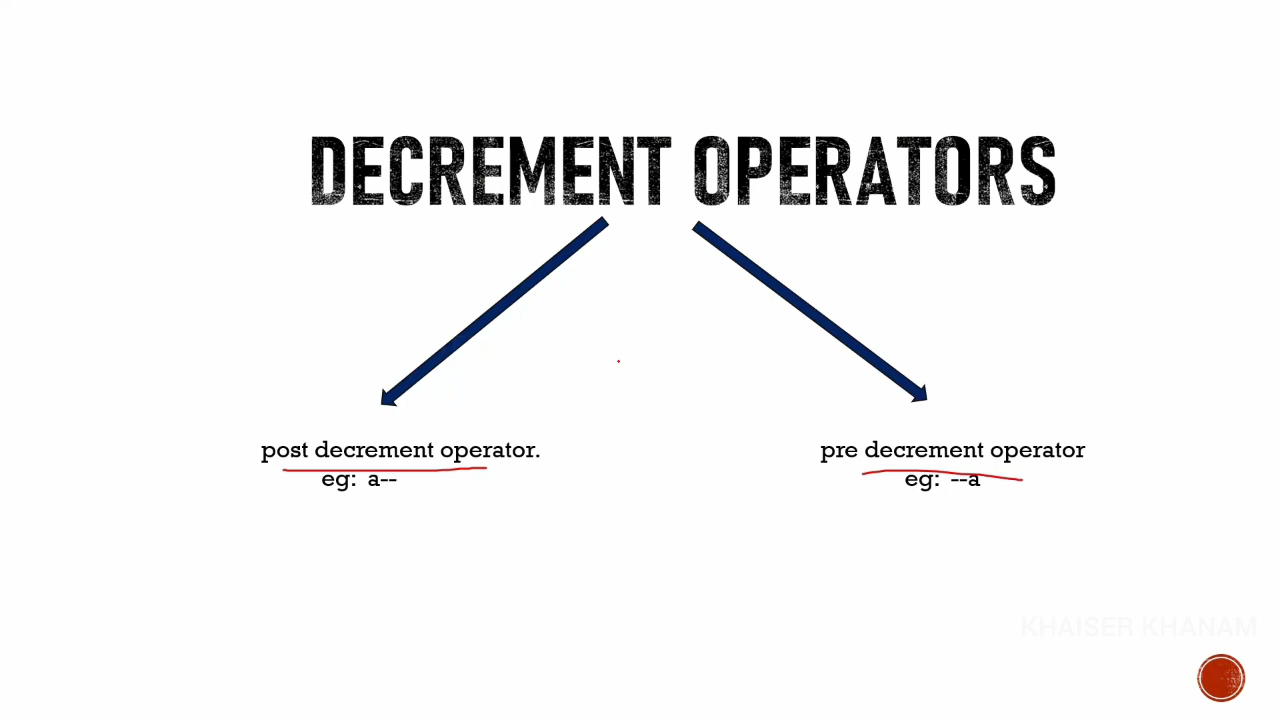 DECREMENT OPERATORS
post decrement operator.
eg: a--
pre decrement operator
eg: --a
KHAISER KHANAM